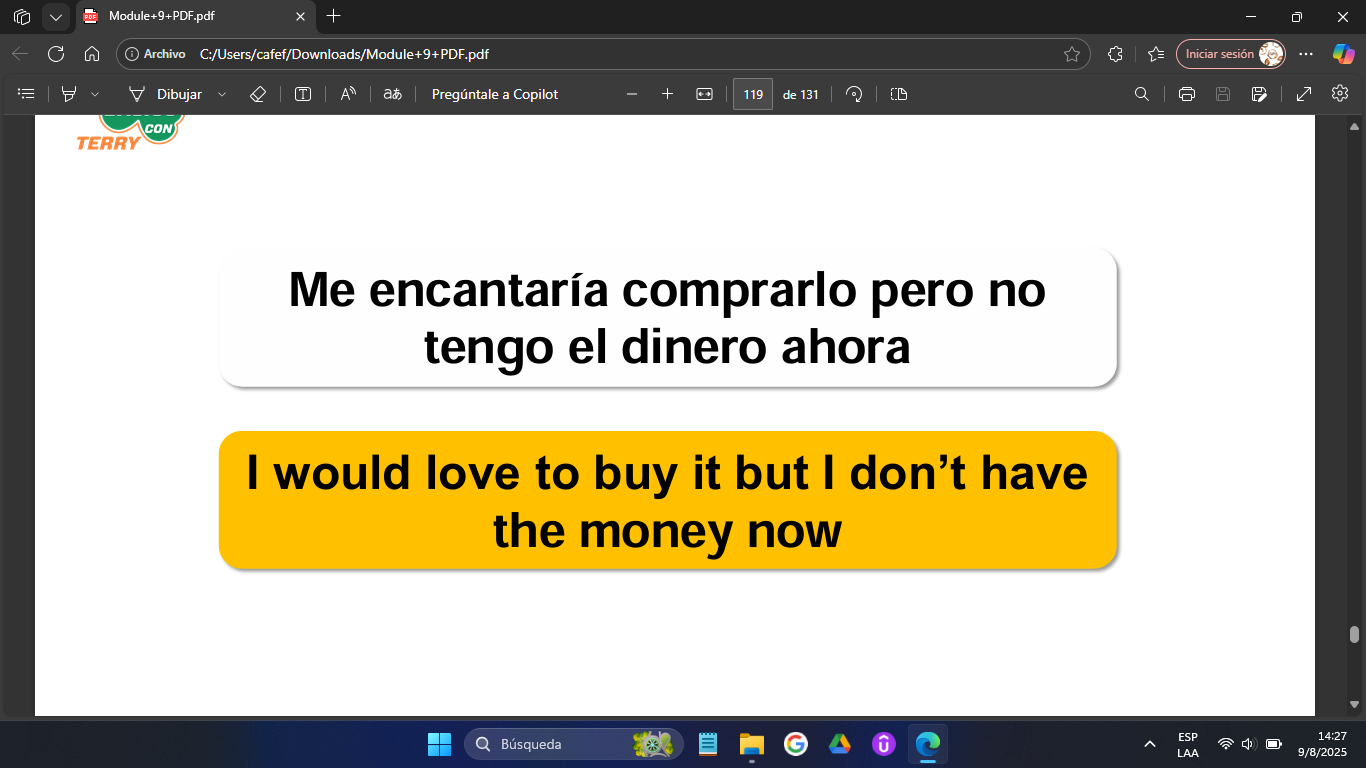 Module+9+PDF.pdf
Archivo C:/Users/cafef/Downloads/Module+9+PDF.pdf Iniciar sesión
Dibujar aあ Pregúntale a Copilot 119 de 131
CON
TERRY
Me encantaría comprarlo pero no
tengo el dinero ahora
I would love to buy it but I don’t have
the money now
Búsqueda
ESP
LAA
14:27
9/8/2025